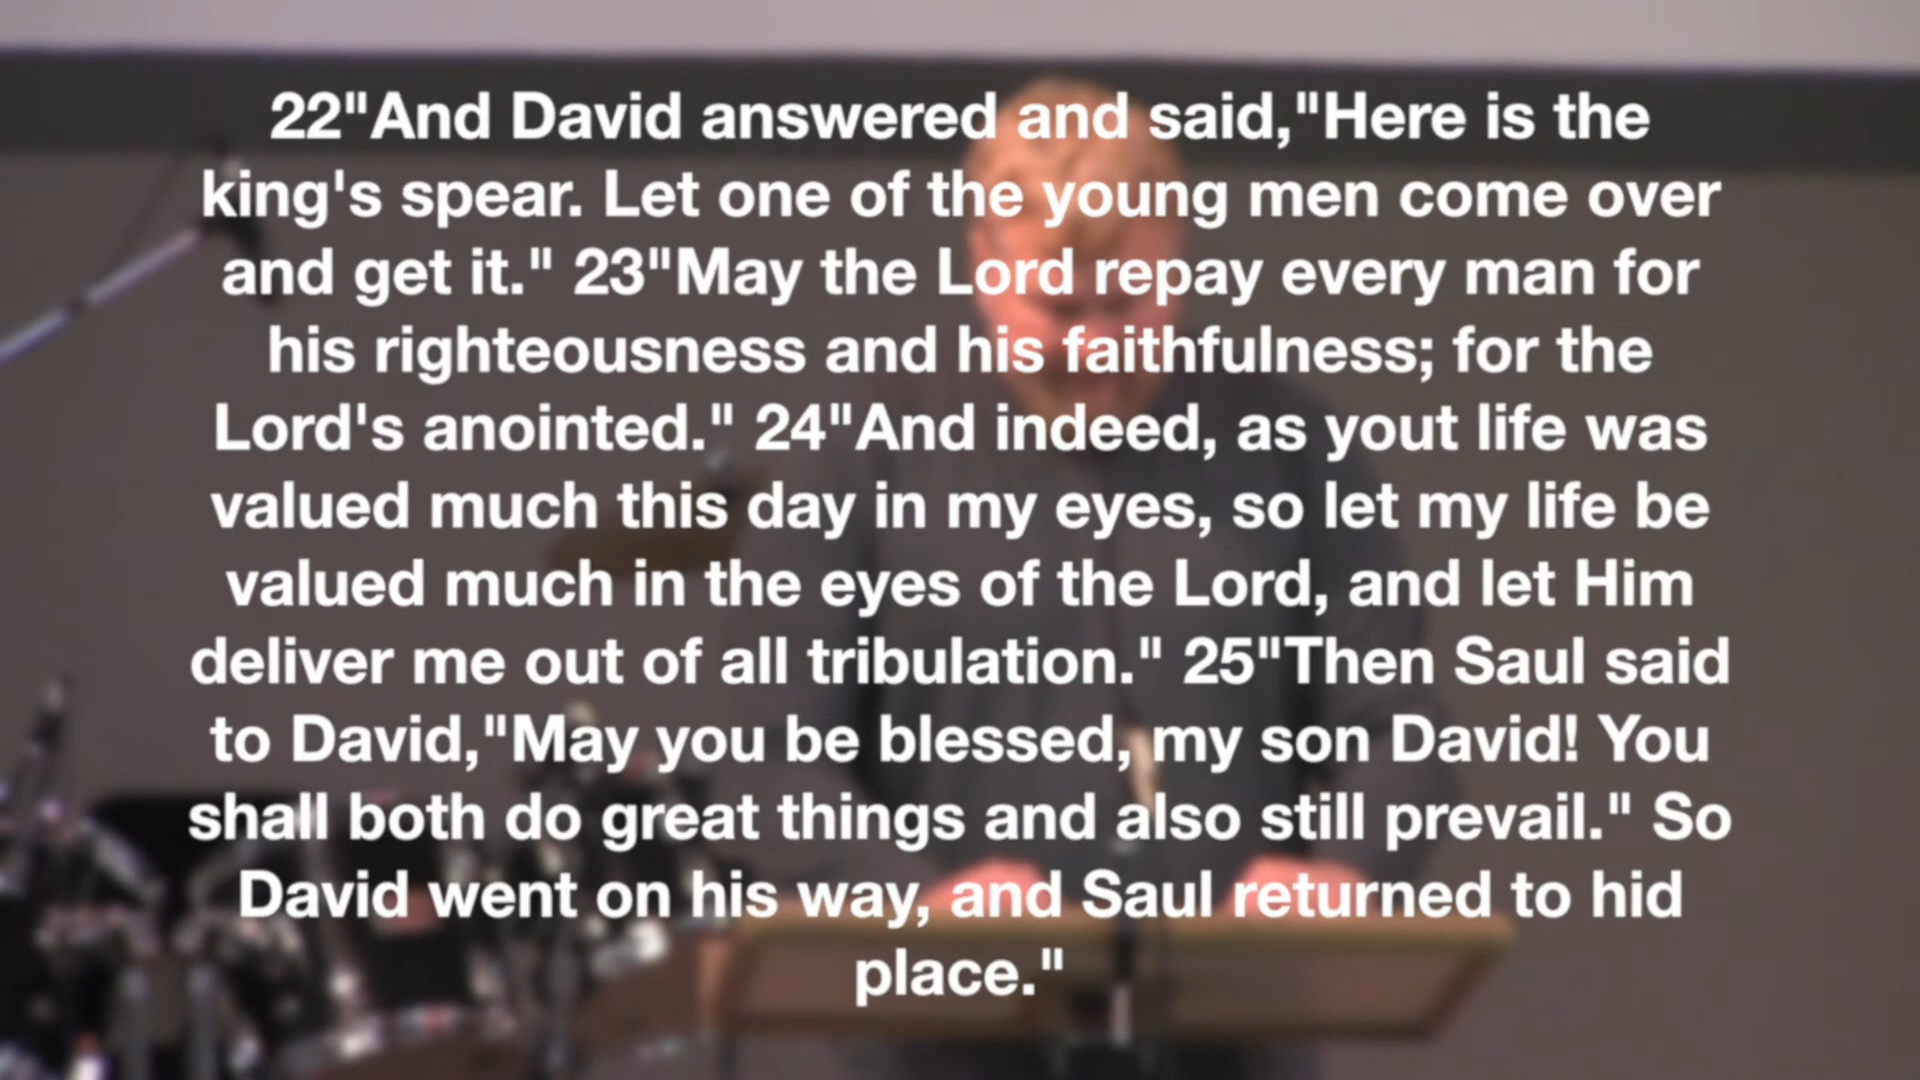 22"And David answered and said,"Here is the
king's spear. Let one of the young men come over
and get it." 23"May the Lord repay every man for
his righteousness and his faithfulness; for the
Lord's anointed." 24"And indeed, as yout life was
valued much this day in my eyes, so let my life be
valued much in the eyes of the Lord, and let Him
deliver me out of all tribulation." 25"Then Saul said
to David,"May you be blessed, my son David! You
shall both do great things and also still prevail." So
David went on his way, and Saul returned to hid
place."